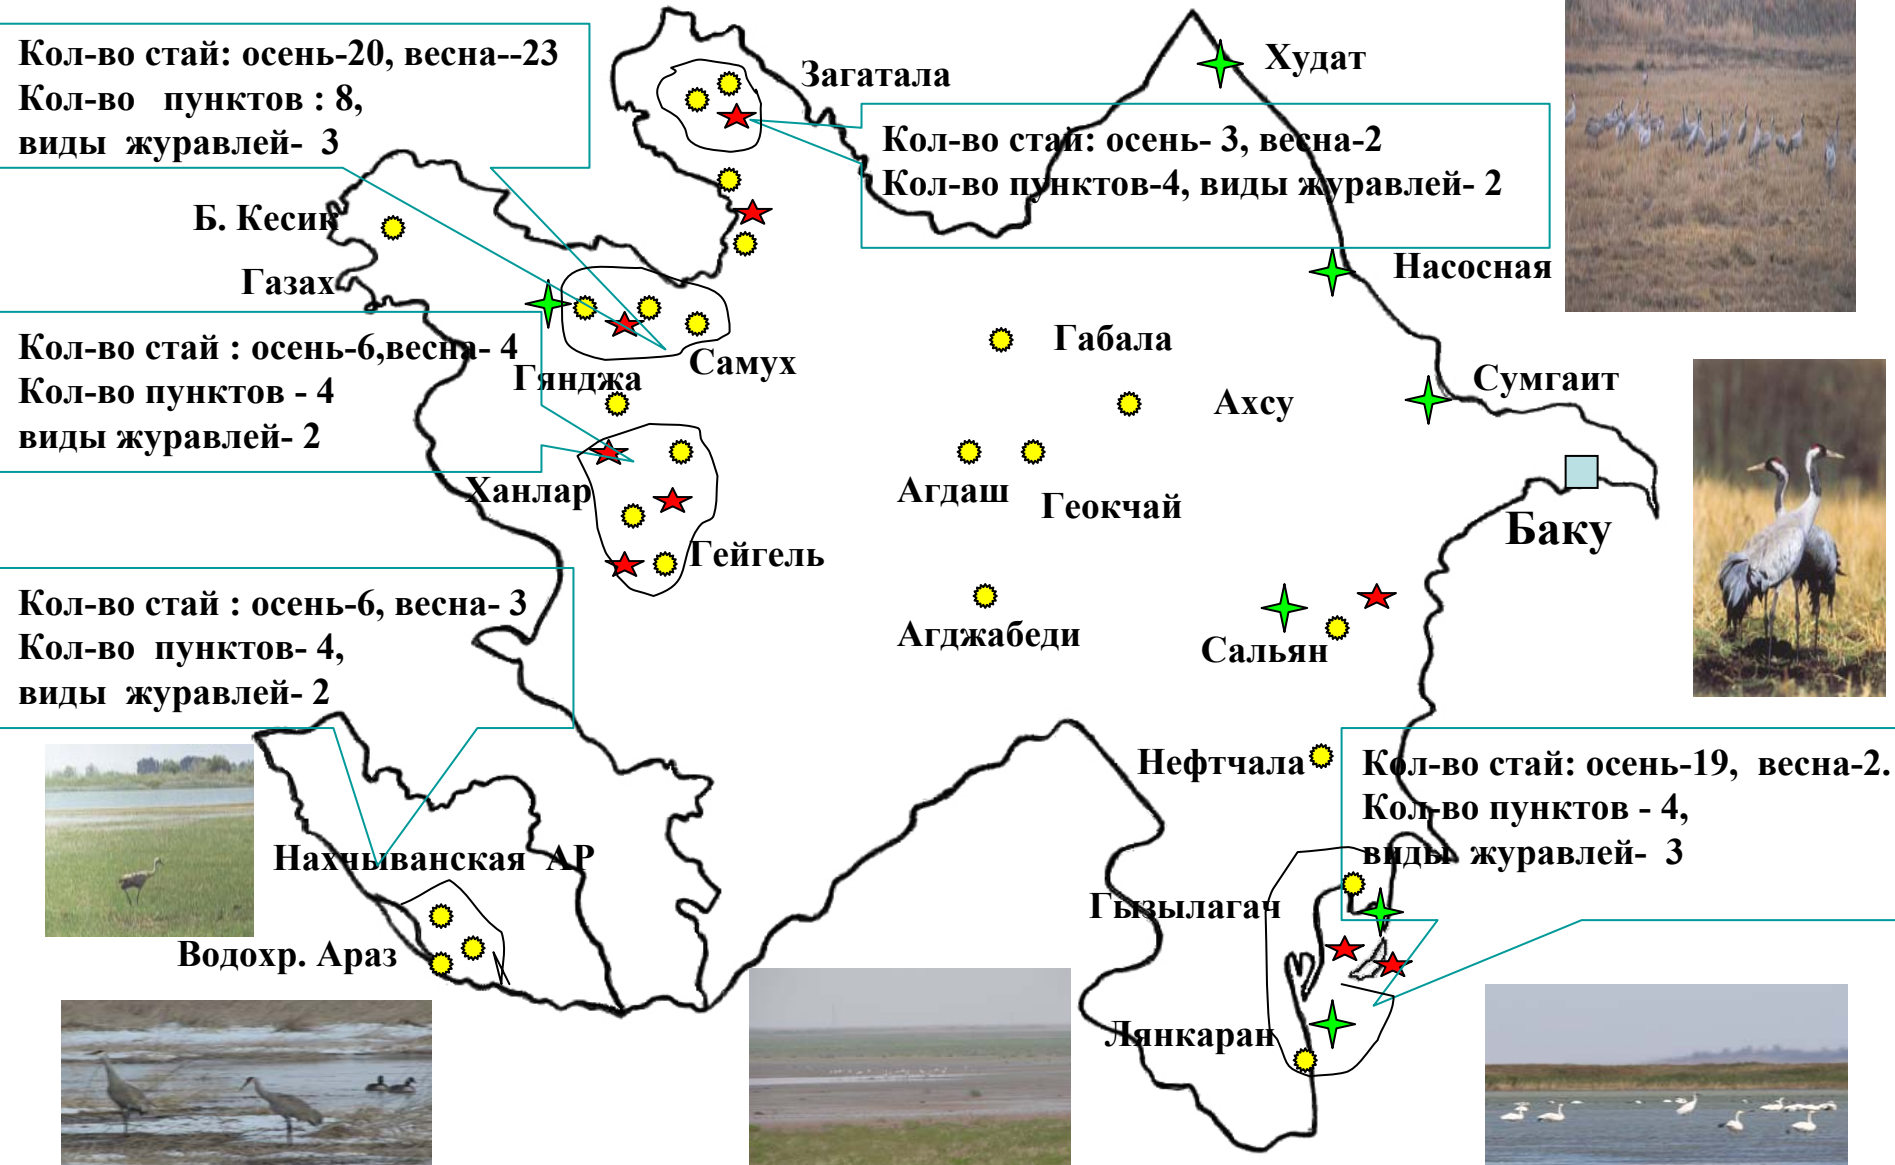 Кол-во стай: осень-20, весна--23
Кол-во пунктов : 8,
виды журавлей- 3
Загатала
Худат
Кол-во стай: осень- 3, весна-2
Кол-во пунктов-4, виды журавлей- 2
Б. Кесик
Газах
Насосная
Кол-во стай : осень-6,весна- 4
Кол-во пунктов - 4
виды журавлей- 2
Гянджа
Самух
Габала
Ахсу
Сумгаит
Ханлар
Агдаш
Геокчай
Баку
Гейгель
Кол-во стай : осень-6, весна- 3
Кол-во пунктов- 4,
виды журавлей- 2
Агджабеди
Сальян
Нефтчала
Кол-во стай: осень-19, весна-2.
Кол-во пунктов - 4,
виды журавлей- 3
Нахчыванская АР
Гызылагач
Водохр. Араз
Лянкаран